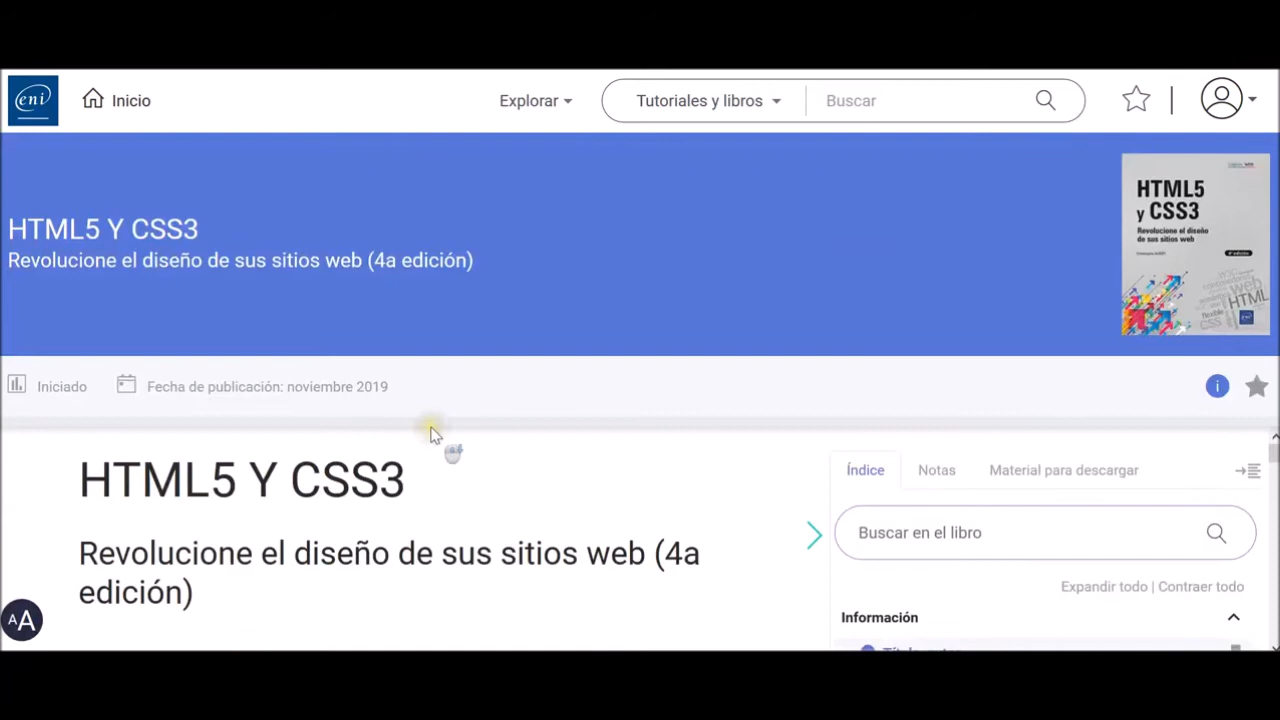 eni
Inicio
Explorar
Tutoriales y libros
Buscar
HTML5 Y CSS3
Revolucione el diseño de sus sitios web (4a edición)
HTML5
y CSS3
Revolucione el diseño
de sus sitios web
HTML
CSS
Iniciado
Fecha de publicación: noviembre 2019
i
HTML5 Y CSS3
Revolucione el diseño de sus sitios web (4a
edición)
Índice
Notas
Material para descargar
Buscar en el libro
Expandir todo | Contraer todo
Información
AA